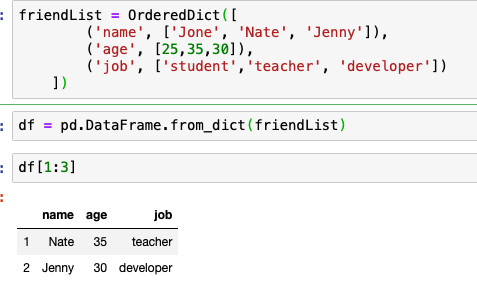 friendList = OrderedDict([
('name', ['Jone', 'Nate', 'Jenny']),
('age', [25,35,30]),
('job', ['student','teacher', 'developer'])
])
df = pd.DataFrame.from_dict(friendList)
df[1:3]
name age job
1 Nate 35 teacher
2 Jenny 30 developer